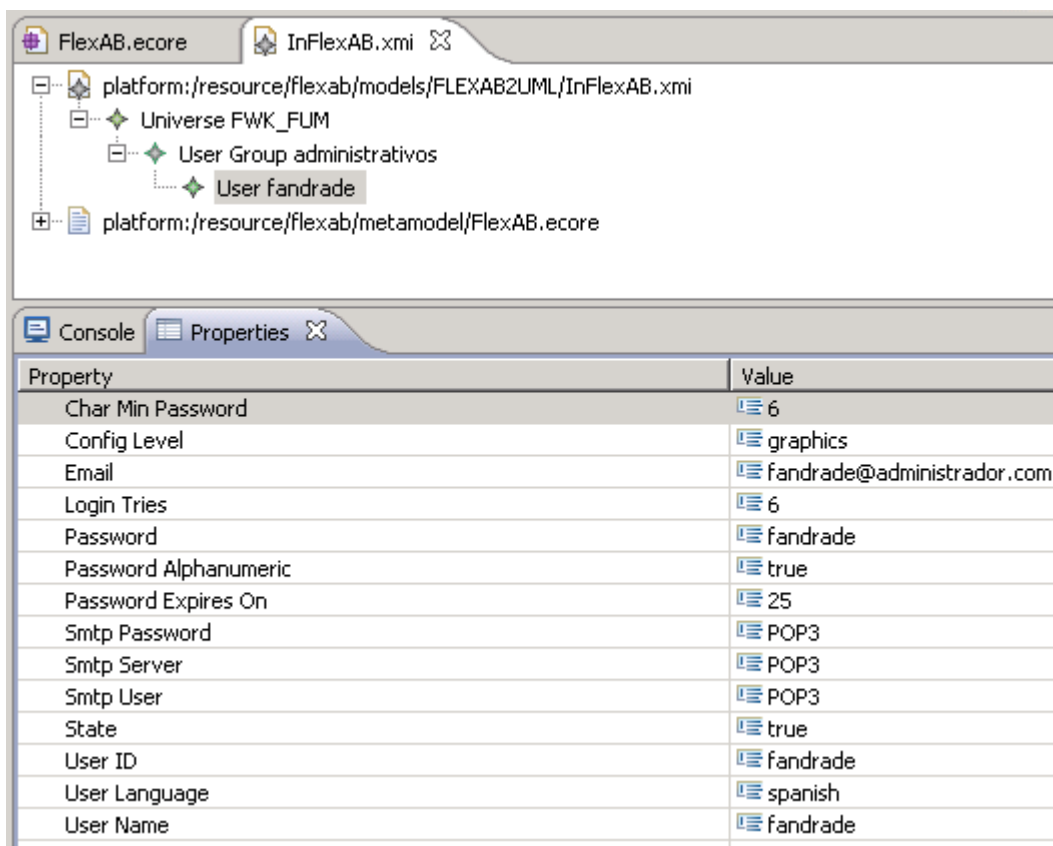 FlexAB.ecore InFlexAB.xmi
platform:/resource/flexab/models/FLEXAB2UML/InFlexAB.xmi
Universe FWK_FUM
User Group administrativos
User fandrade
platform:/resource/flexab/metamodel/FlexAB.ecore
Console Properties
Property Value
Char Min Password 6
Config Level graphics
Email fandrade@administrador.com
Login Tries 6
Password fandrade
Password Alphanumeric true
Password Expires On 25
Smtp Password POP3
Smtp Server POP3
Smtp User POP3
State true
User ID fandrade
User Language spanish
User Name fandrade